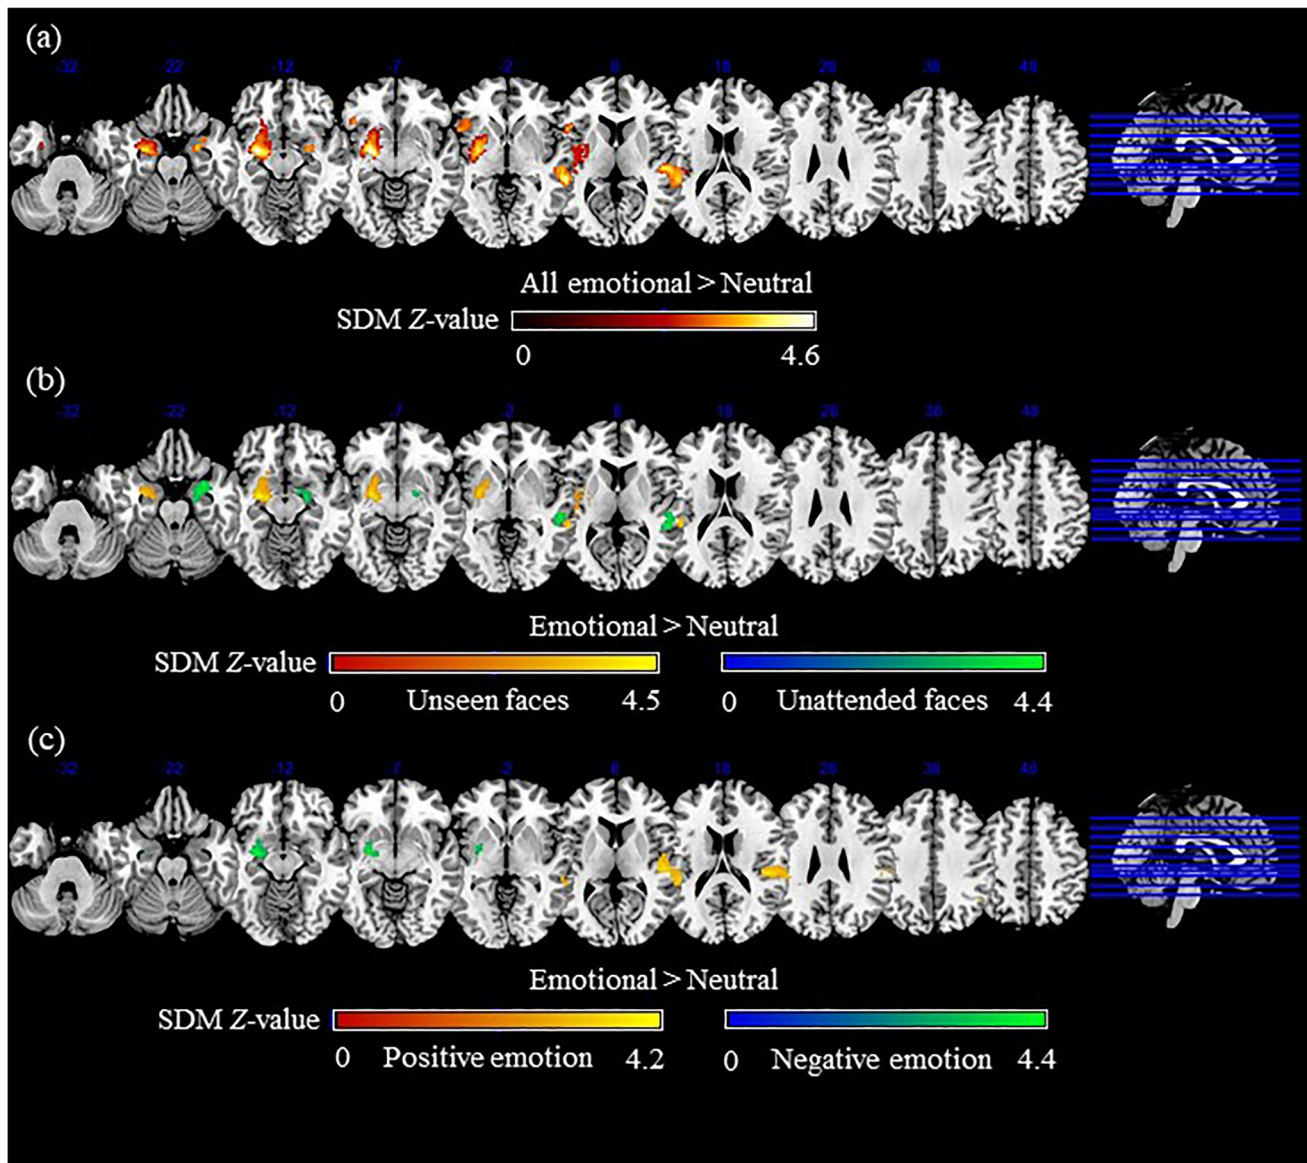 (a)
-32 -22 -12 -7 -2 8 18 28 38 48
All emotional > Neutral
SDM Z-value
0 4.6
(b)
-32 -22 -12 -7 -2 8 18 28 38 48
Emotional > Neutral
SDM Z-value
0 Unseen faces 4.5 0 Unattended faces 4.4
(c)
-32 -22 -12 -7 -2 8 18 28 38 48
Emotional > Neutral
SDM Z-value
0 Positive emotion 4.2 0 Negative emotion 4.4